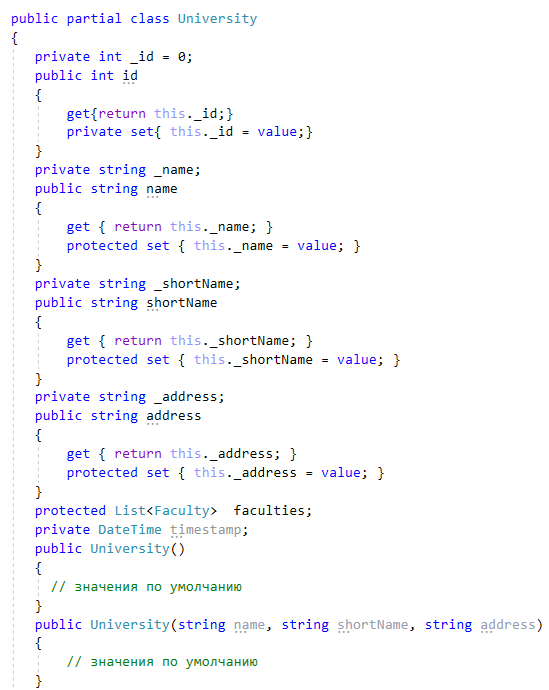 public partial class University
{
private int _id = 0;
public int id
{
get{return this._id;}
private set{ this._id = value;}
}
private string _name;
public string name
{
get { return this._name; }
protected set { this._name = value; }
}
private string _shortName;
public string shortName
{
get { return this._shortName; }
protected set { this._shortName = value; }
}
private string _address;
public string address
{
get { return this._address; }
protected set { this._address = value; }
}
protected List<Faculty>  faculties;
private DateTime timestamp;
public University()
{
// значения по умолчанию
}
public University(string name, string shortName, string address)
{
// значения по умолчанию
}